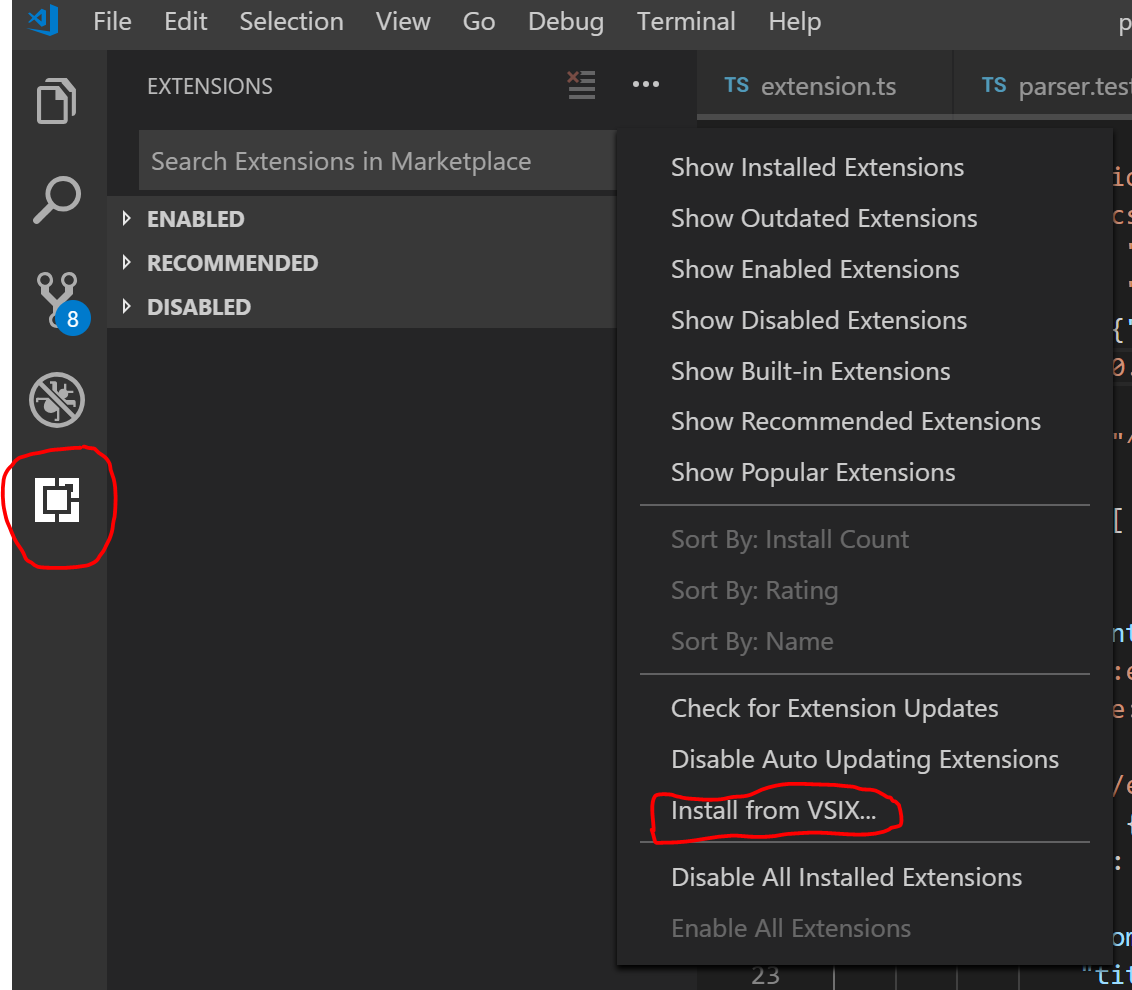 File Edit Selection View Go Debug Terminal Help
EXTENSIONS
TS extension.ts TS parser.test
Search Extensions in Marketplace
ENABLED
RECOMMENDED
DISABLED
8
Show Installed Extensions
Show Outdated Extensions
Show Enabled Extensions
Show Disabled Extensions
Show Built-in Extensions
Show Recommended Extensions
Show Popular Extensions
Sort By: Install Count
Sort By: Rating
Sort By: Name
Check for Extension Updates
Disable Auto Updating Extensions
Install from VSIX...
Disable All Installed Extensions
Enable All Extensions
23 "tit